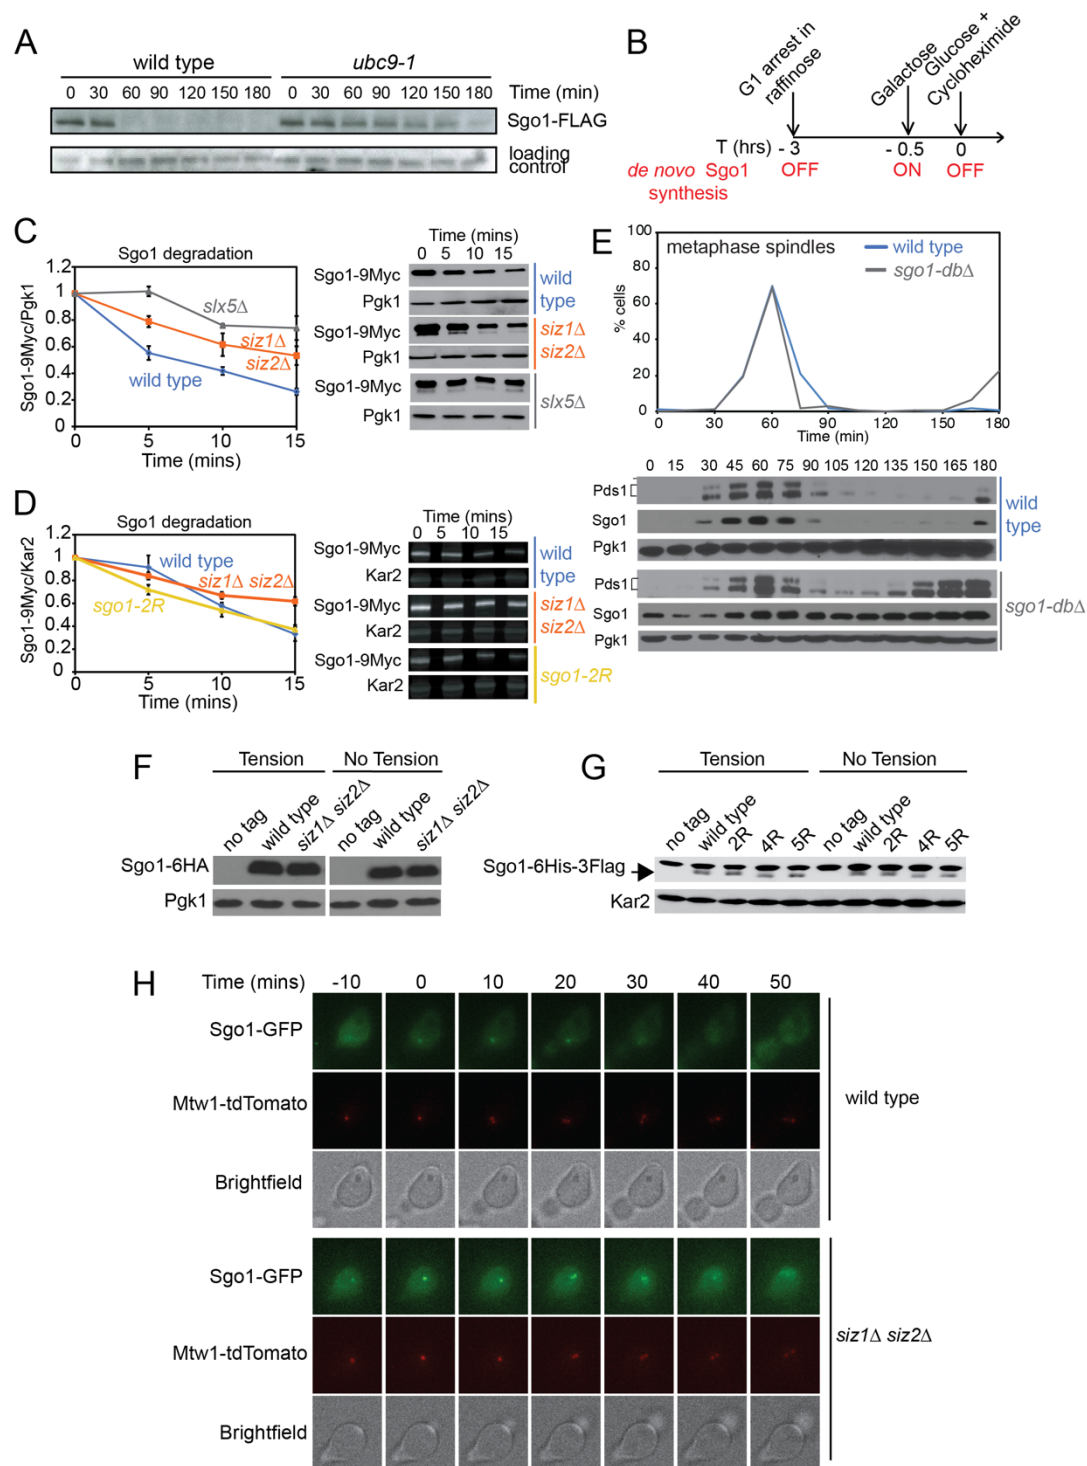 A
wild type ubc9-1
0 30 60 90 120 150 180 0 30 60 90 120 150 180 Time (min)
Sgo1-FLAG
loading
control
B
G1 arrest in
raffinose
Galactose
Glucose +
Cycloheximide
T (hrs) - 3 - 0.5 0
de novo Sgo1
synthesis
OFF ON OFF
C
Sgo1 degradation
Sgo1-9Myc/Pgk1
1.2
1
0.8
0.6
0.4
0.2
0
slx5Δ
siz1Δ
siz2Δ
wild type
0 5 10 15
Time (mins)
Time (mins)
0 5 10 15
Sgo1-9Myc
Pgk1
wild
type
Sgo1-9Myc
Pgk1
siz1Δ
siz2Δ
Sgo1-9Myc
Pgk1
slx5Δ
D
Sgo1 degradation
Sgo1-9Myc/Kar2
1.2
1
0.8
0.6
0.4
0.2
0
wild type
siz1Δ siz2Δ
sgo1-2R
0 5 10 15
Time (mins)
Time (mins)
0 5 10 15
Sgo1-9Myc
Kar2
wild
type
Sgo1-9Myc
Kar2
siz1Δ
siz2Δ
Sgo1-9Myc
Kar2
sgo1-2R
E
metaphase spindles
wild type
sgo1-dbΔ
% cells
100
80
60
40
20
0
0 30 60 90 120 150 180
Time (min)
0 15 30 45 60 75 90 105 120 135 150 165 180
Pds1
Sgo1
Pgk1
wild
type
Pds1
Sgo1
Pgk1
sgo1-dbΔ
F
Tension No Tension
no tag wild type siz1Δ siz2Δ no tag wild type siz1Δ siz2Δ
Sgo1-6HA
Pgk1
G
Tension No Tension
no tag wild type 2R 4R 5R no tag wild type 2R 4R 5R
Sgo1-6His-3Flag
Kar2
H
Time (mins) -10 0 10 20 30 40 50
Sgo1-GFP
Mtw1-tdTomato
Brightfield
wild type
Sgo1-GFP
Mtw1-tdTomato
Brightfield
siz1Δ siz2Δ